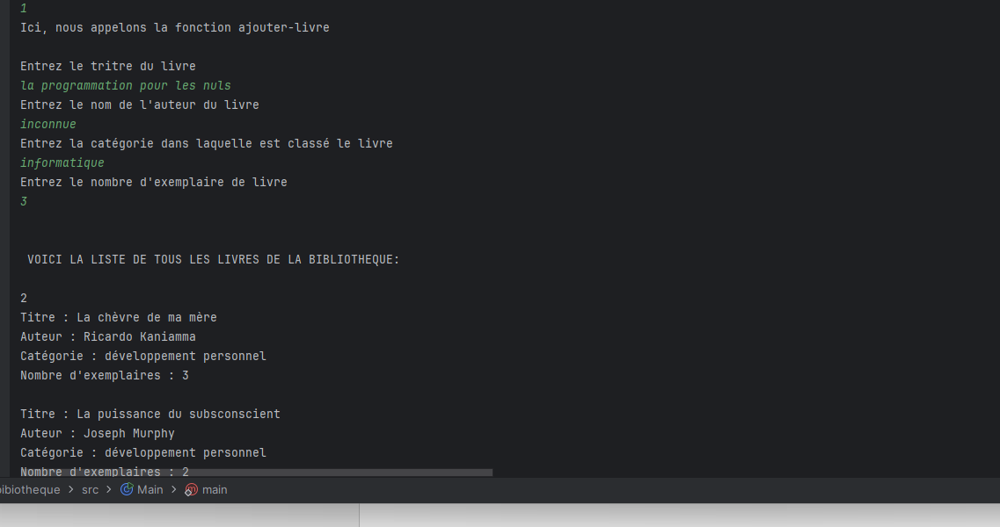 1
Ici, nous appelons la fonction ajouter-livre
Entrez le tritre du livre
la programmation pour les nuls
Entrez le nom de l'auteur du livre
inconnue
Entrez la catégorie dans laquelle est classé le livre
informatique
Entrez le nombre d'exemplaire de livre
3
VOICI LA LISTE DE TOUS LES LIVRES DE LA BIBLIOTHEQUE:
2
Titre : La chèvre de ma mère
Auteur : Ricardo Kaniamma
Catégorie : développement personnel
Nombre d'exemplaires : 3
Titre : La puissance du subsconscient
Auteur : Joseph Murphy
Catégorie : développement personnel
Nombre d'exemplaires : 2
bibiotheque > src > Main > main